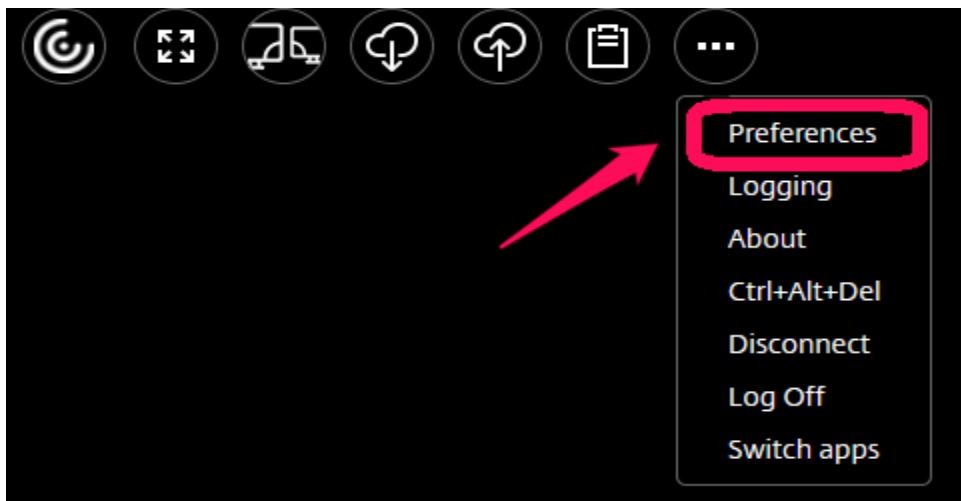 Preferences
Logging
About
Ctrl+Alt+Del
Disconnect
Log Off
Switch apps